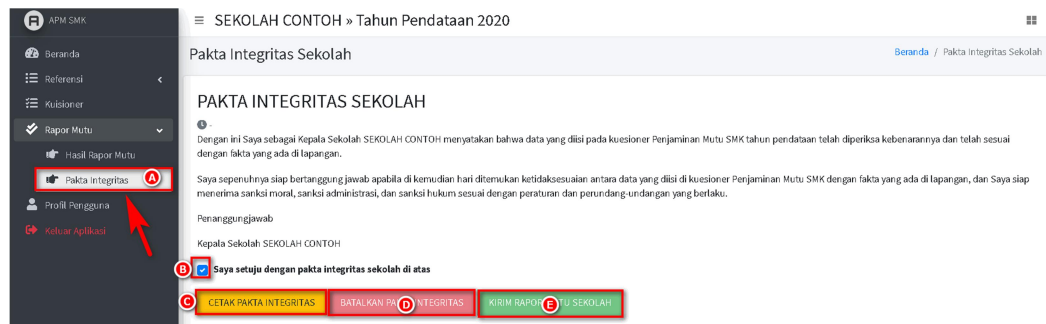 APM SMK
SEKOLAH CONTOH » Tahun Pendataan 2020
Beranda
Referensi
Kuisioner
Rapor Mutu
Hasil Rapor Mutu
Pakta Integritas A
Profil Pengguna
Keluar Aplikasi
Pakta Integritas Sekolah
Beranda / Pakta Integritas Sekolah
PAKTA INTEGRITAS SEKOLAH
-
Dengan ini Saya sebagai Kepala Sekolah SEKOLAH CONTOH menyatakan bahwa data yang diisi pada kuesioner Penjaminan Mutu SMK tahun pendataan telah diperiksa kebenarannya dan telah sesuai
dengan fakta yang ada di lapangan.
Saya sepenuhnya siap bertanggung jawab apabila di kemudian hari ditemukan ketidaksesuaian antara data yang diisi di kuesioner Penjaminan Mutu SMK dengan fakta yang ada di lapangan, dan Saya siap
menerima sanksi moral, sanksi administrasi, dan sanksi hukum sesuai dengan peraturan dan perundang-undangan yang berlaku.
Penanggungjawab
Kepala Sekolah SEKOLAH CONTOH
B Saya setuju dengan pakta integritas sekolah di atas
C CETAK PAKTA INTEGRITAS
BATALKAN D INTEGRITAS
KIRIM RAPOR E SEKOLAH